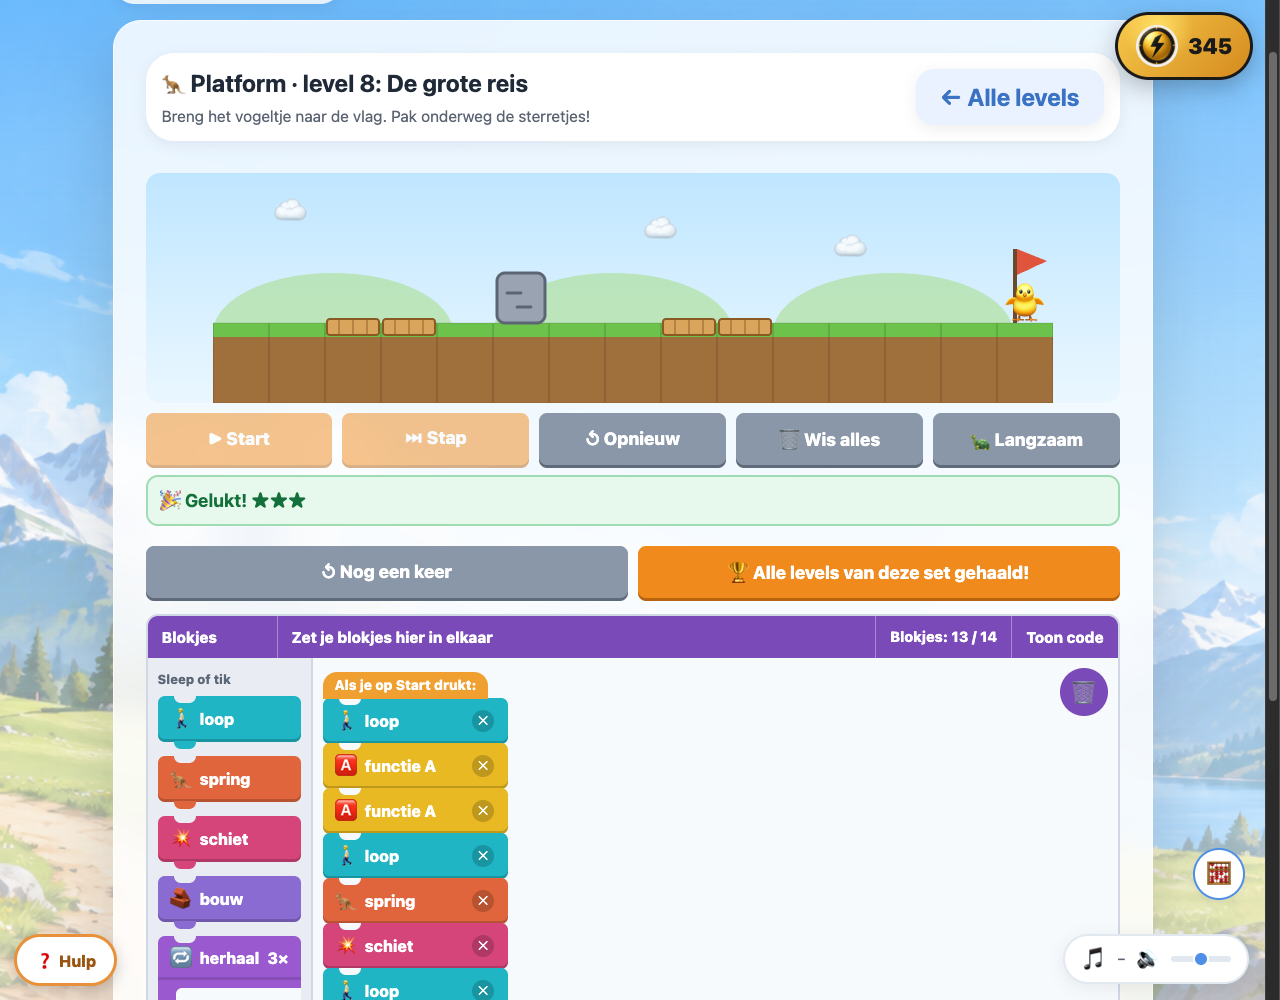 345
Platform · level 8: De grote reis
Breng het vogeltje naar de vlag. Pak onderweg de sterretjes!
← Alle levels
Start
Stap
Opnieuw
Wis alles
Langzaam
Gelukt! ★★★
Nog een keer
Alle levels van deze set gehaald!
Blokjes
Zet je blokjes hier in elkaar
Blokjes: 13 / 14
Toon code
Sleep of tik
loop
spring
schiet
bouw
herhaal 3×
Als je op Start drukt:
loop
A functie A
A functie A
loop
spring
schiet
loop
? Hulp
-